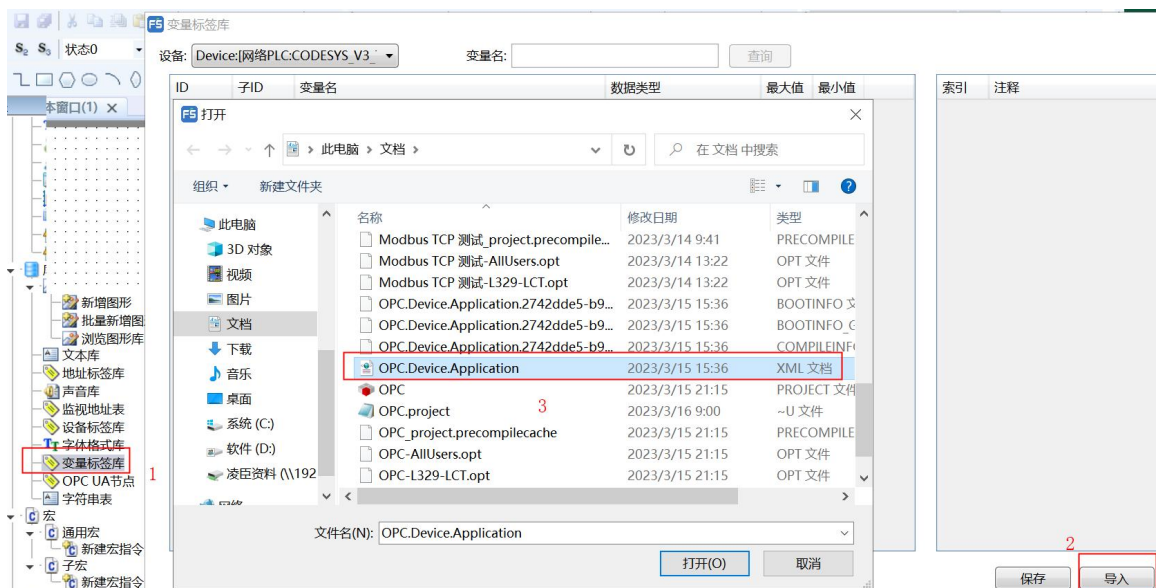 F5 变量标签库
S₂ S₃ 状态0
设备: Device:[网络PLC:CODESYS_V3_ 变量名: 查询
ID 子ID 变量名 数据类型 最大值 最小值 索引 注释
本窗口(1) ×
F5 打开
此电脑 › 文档 › 在 文档 中搜索
组织 新建文件夹
名称 修改日期 类型
此电脑
3D 对象
视频
图片
文档
下载
音乐
桌面
系统 (C:)
软件 (D:)
凌臣资料 (\\192
网络
Modbus TCP 测试_project.precompile... 2023/3/14 9:41 PRECOMPILE
Modbus TCP 测试-AllUsers.opt 2023/3/14 13:22 OPT 文件
Modbus TCP 测试-L329-LCT.opt 2023/3/14 13:22 OPT 文件
OPC.Device.Application.2742dde5-b9... 2023/3/15 15:36 BOOTINFO 文
OPC.Device.Application.2742dde5-b9... 2023/3/15 15:36 BOOTINFO_G
OPC.Device.Application.2742dde5-b9... 2023/3/15 15:36 COMPILEINF
OPC.Device.Application 2023/3/15 15:36 XML 文档
OPC 2023/3/15 21:15 PROJECT 文件
3
OPC.project 2023/3/16 9:00 ~U 文件
OPC_project.precompilecache 2023/3/15 21:15 PRECOMPILE
OPC-AllUsers.opt 2023/3/15 21:15 OPT 文件
OPC-L329-LCT.opt 2023/3/15 21:15 OPT 文件
文件名(N): OPC.Device.Application
打开(O) 取消
新增图形
批量新增图
浏览图形库
文本库
地址标签库
声音库
监视地址表
设备标签库
字体格式库
变量标签库 1
OPC UA节点
字符串表
宏
通用宏
新建宏指令
子宏
新建宏指令
2
保存 导入